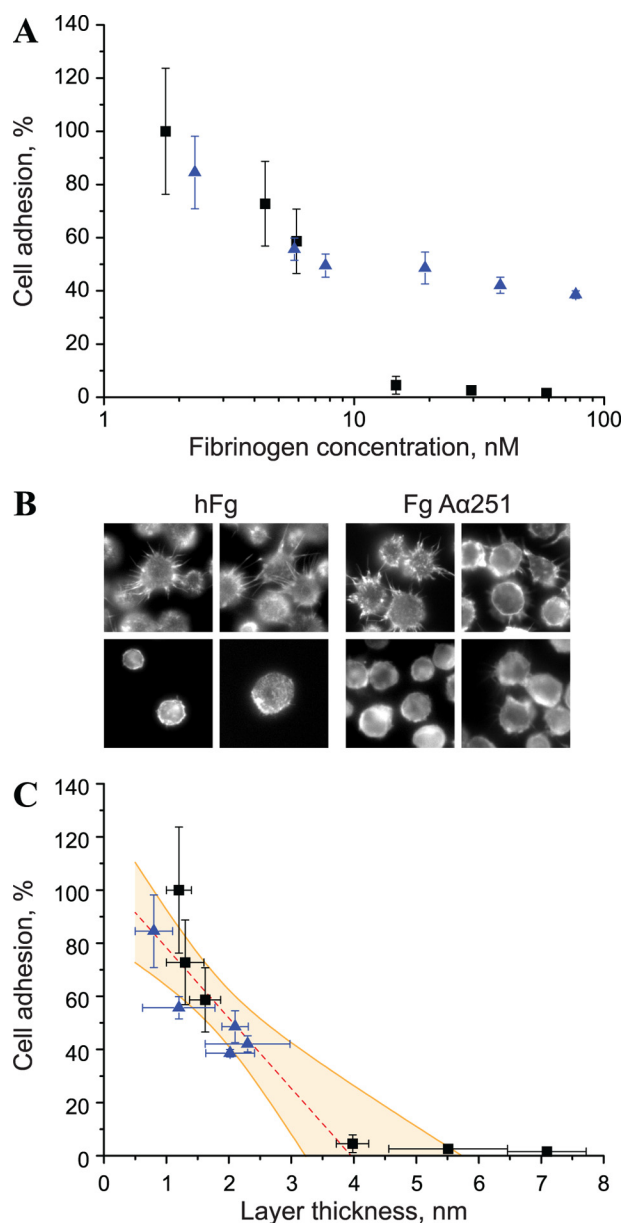 A
140
120
100
80
60
40
20
0
Cell adhesion, %
1
10
100
Fibrinogen concentration, nM
B
hFg
Fg Aα251
C
140
120
100
80
60
40
20
0
Cell adhesion, %
0 1 2 3 4 5 6 7 8
Layer thickness, nm